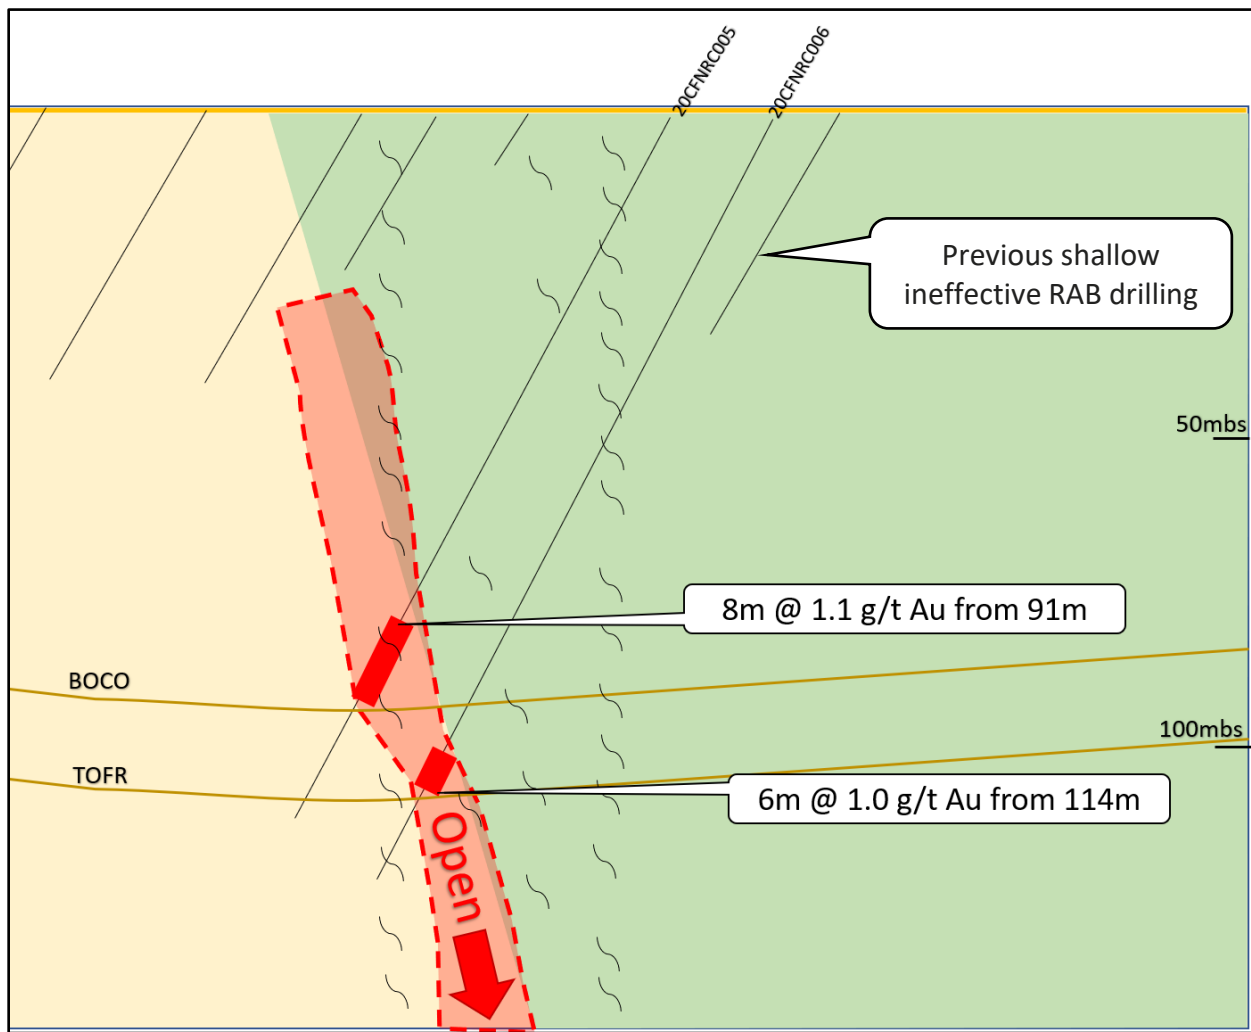 20CFNRC005
20CFNRC006
Previous shallow
ineffective RAB drilling
50mbs
8m @ 1.1 g/t Au from 91m
BOCO
100mbs
TOFR
6m @ 1.0 g/t Au from 114m
Open